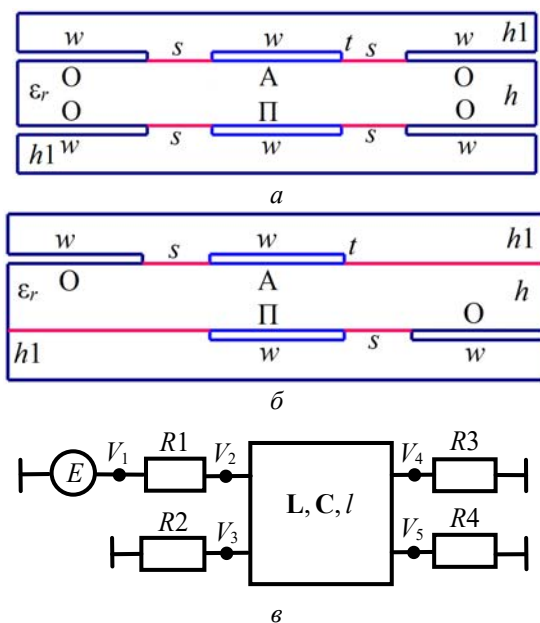 w s w t s w h1
εr О А О h
О П О
h1 w s w s w
а
w s w t h1
εr О А h
П О
h1 w s w
б
E V1 R1 V2 L, C, l V4 R3
R2 V3 V5 R4
в